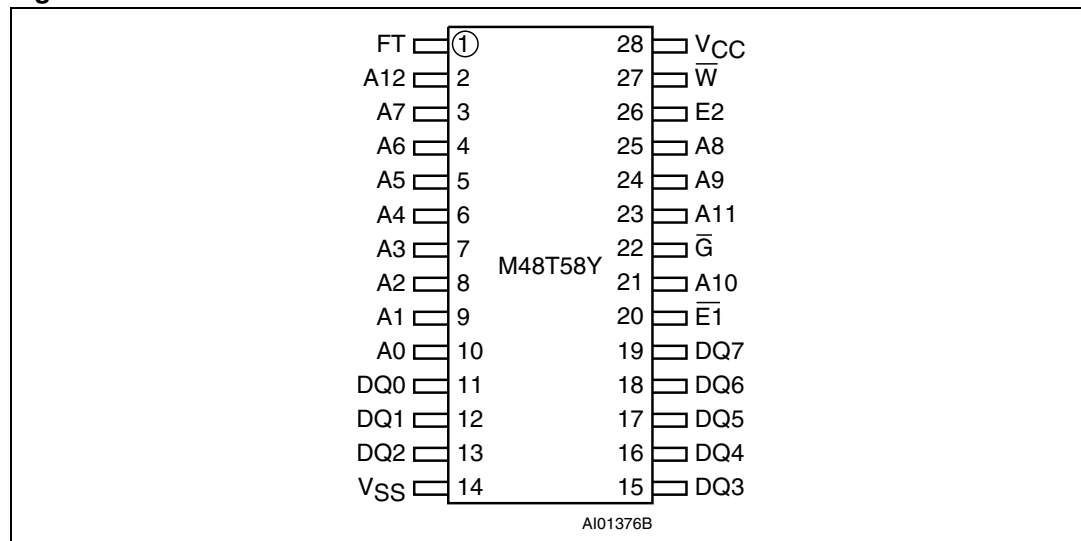 FT 1 28 VCC
A12 2 27 W̅
A7 3 26 E2
A6 4 25 A8
A5 5 24 A9
A4 6 23 A11
A3 7 22 G̅
M48T58Y
A2 8 21 A10
A1 9 20 E̅1̅
A0 10 19 DQ7
DQ0 11 18 DQ6
DQ1 12 17 DQ5
DQ2 13 16 DQ4
VSS 14 15 DQ3
AI01376B